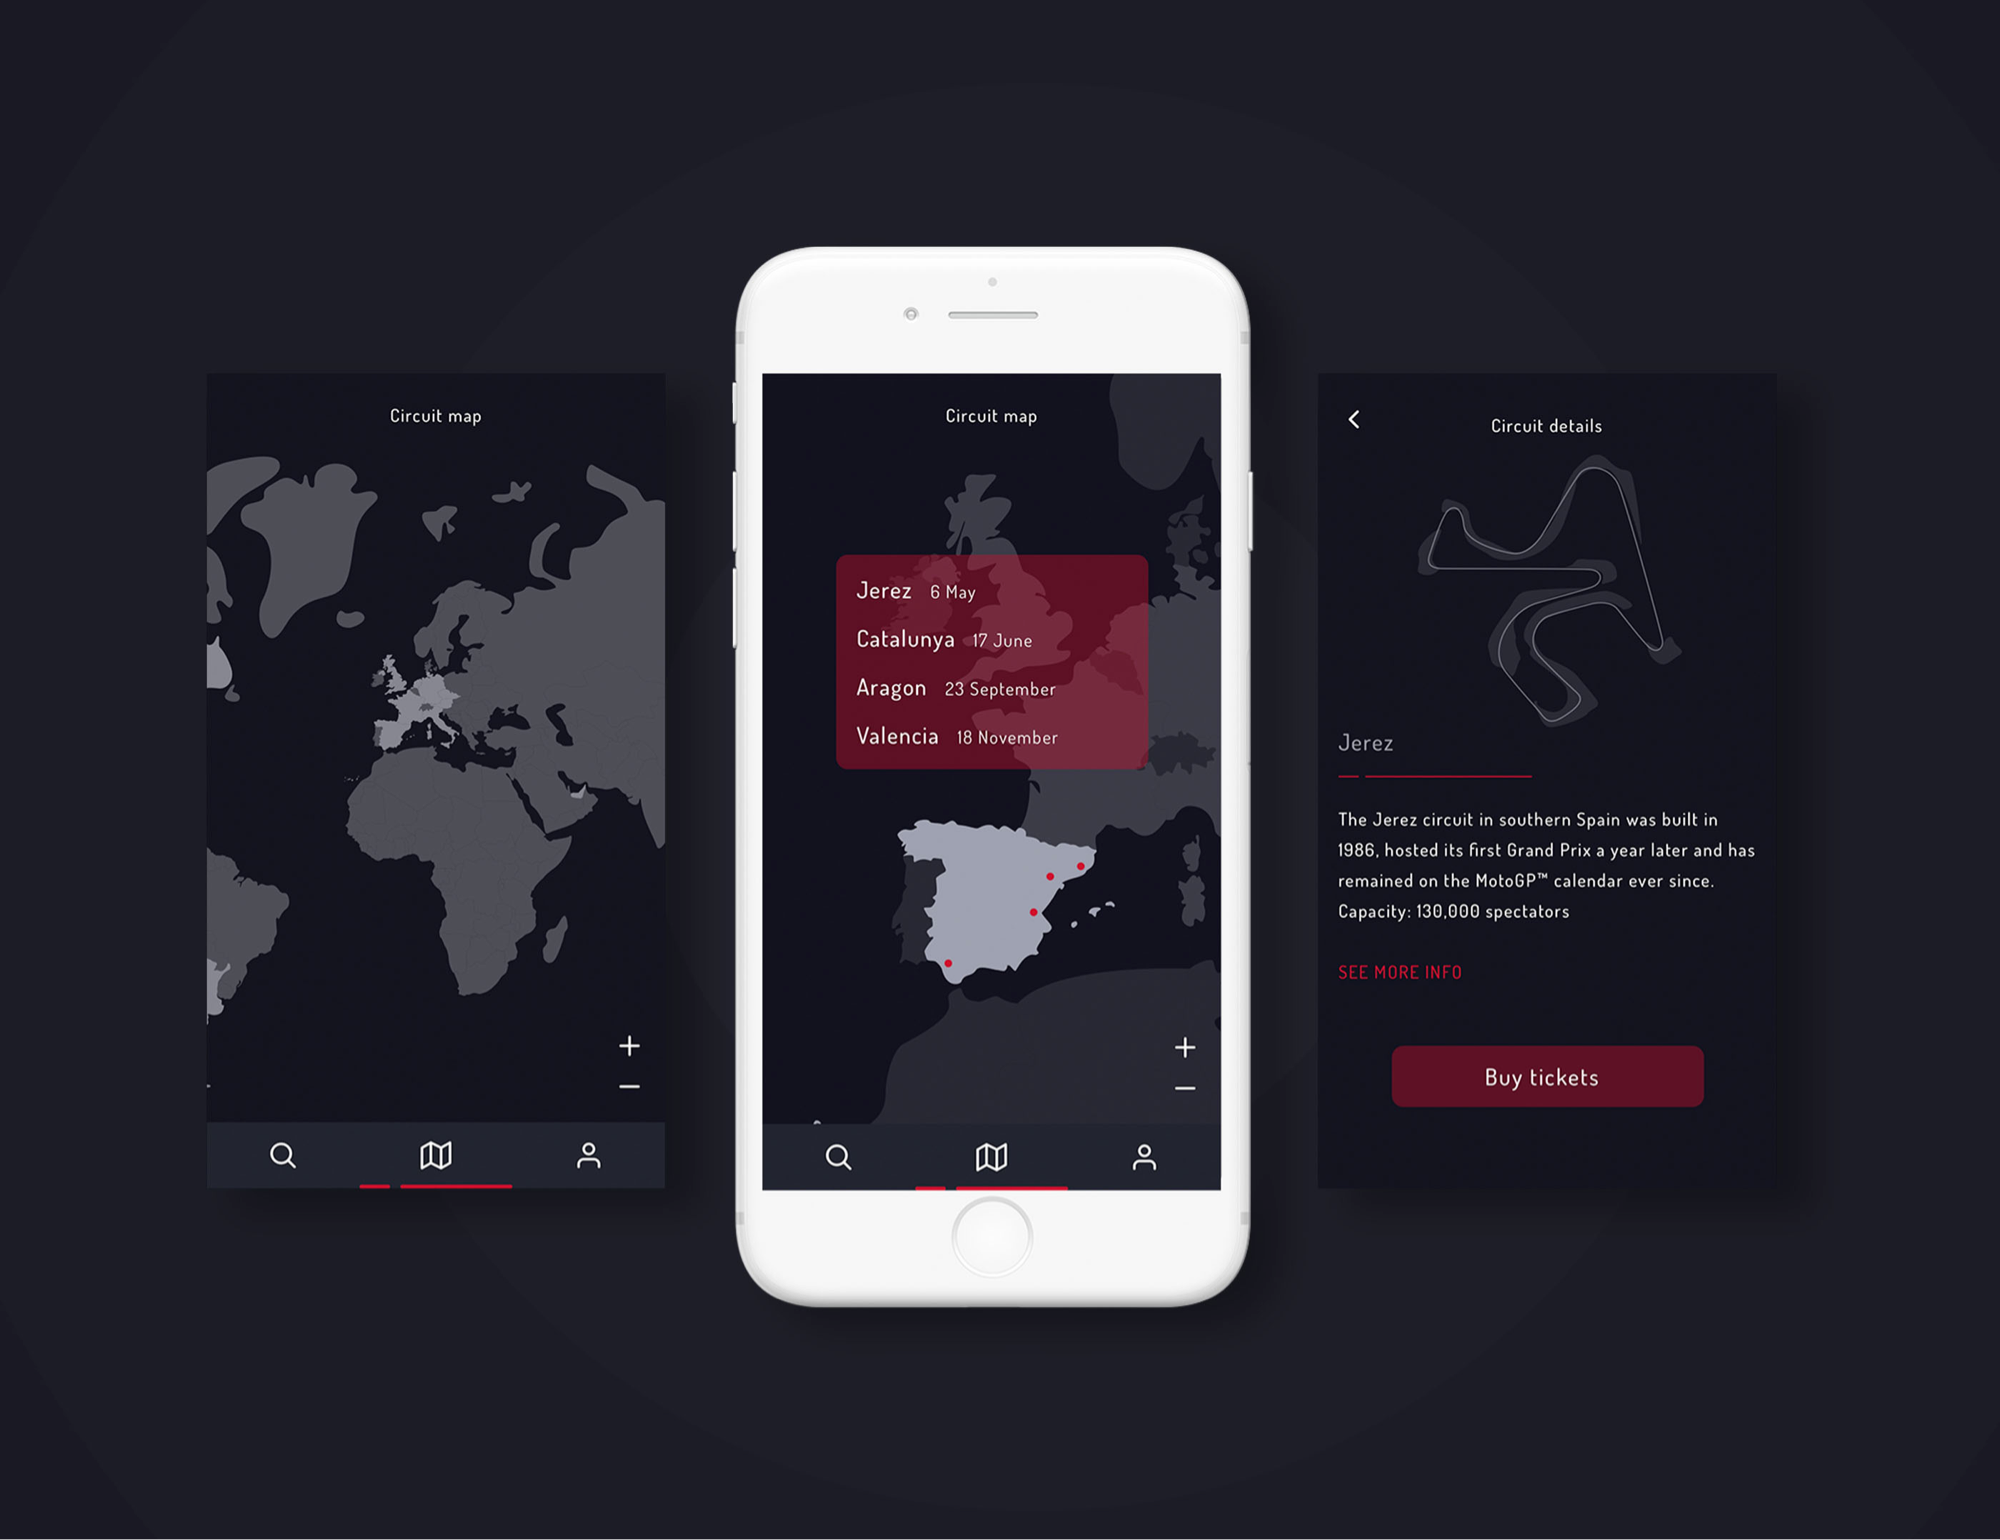 Circuit map
Circuit map
Jerez 6 May
Catalunya 17 June
Aragon 23 September
Valencia 18 November
Circuit details
Jerez
The Jerez circuit in southern Spain was built in
1986, hosted its first Grand Prix a year later and has
remained on the MotoGP™ calendar ever since.
Capacity: 130,000 spectators
SEE MORE INFO
Buy tickets